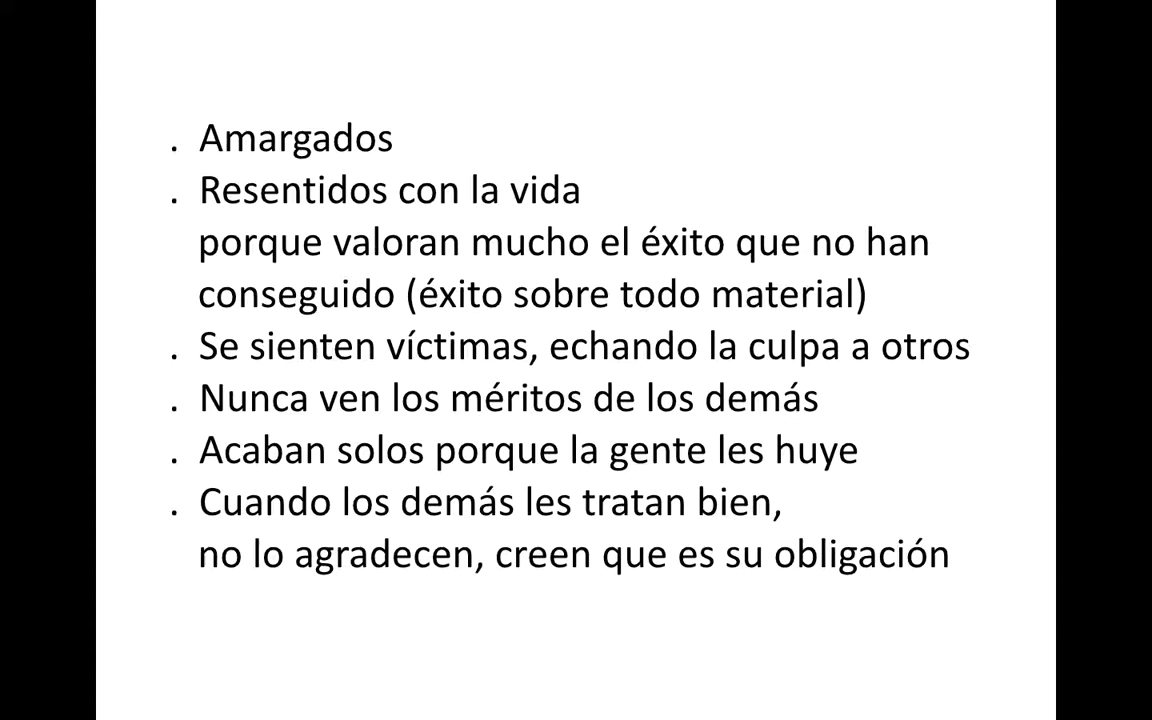 . Amargados
. Resentidos con la vida
porque valoran mucho el éxito que no han
conseguido (éxito sobre todo material)
. Se sienten víctimas, echando la culpa a otros
. Nunca ven los méritos de los demás
. Acaban solos porque la gente les huye
. Cuando los demás les tratan bien,
no lo agradecen, creen que es su obligación